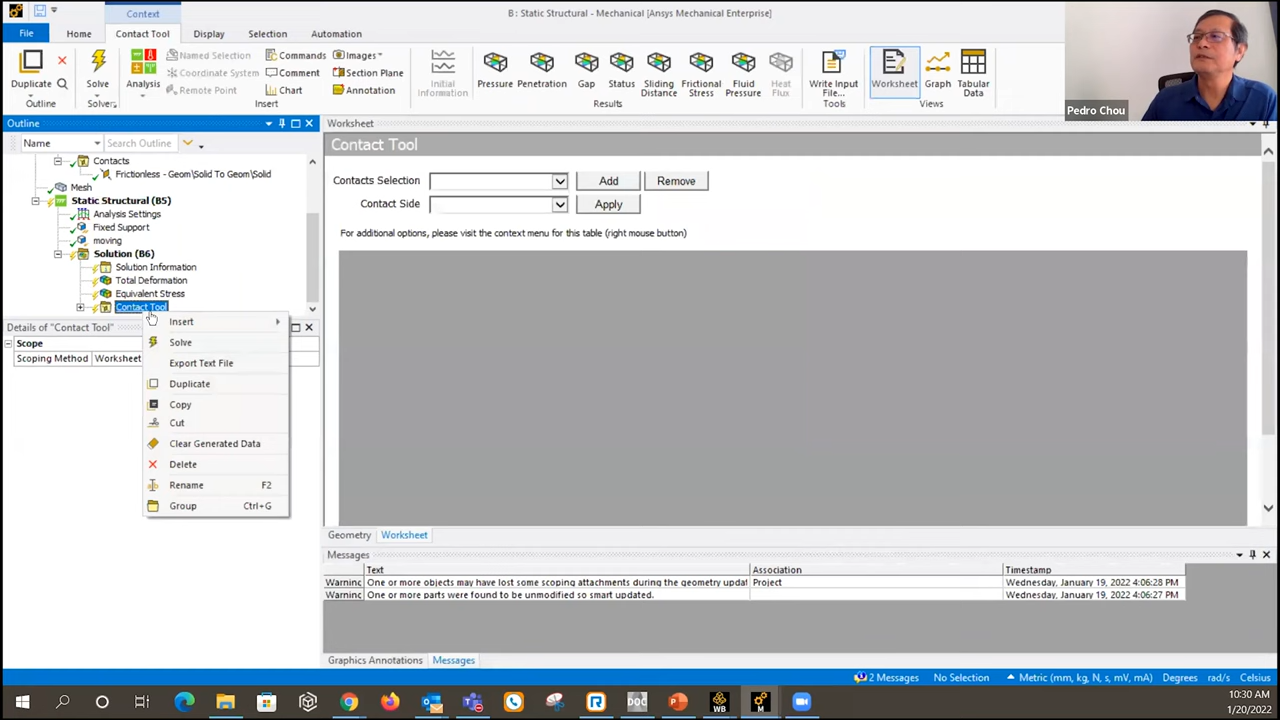 Context
B : Static Structural - Mechanical [Ansys Mechanical Enterprise]
File Home Contact Tool Display Selection Automation
Duplicate
Outline
Solve
Solver
Analysis
Named Selection
Coordinate System
Remote Point
Commands
Comment
Chart
Images
Section Plane
Annotation
Insert
Initial
Information
Pressure
Penetration
Gap
Status
Sliding
Distance
Frictional
Stress
Fluid
Pressure
Heat
Flux
Results
Write Input
File...
Tools
Worksheet
Graph
Tabular
Data
Views
Pedro Chou
Outline
Name
Search Outline
Contacts
Frictionless - Geom\Solid To Geom\Solid
Mesh
Static Structural (B5)
Analysis Settings
Fixed Support
moving
Solution (B6)
Solution Information
Total Deformation
Equivalent Stress
Contact Tool
Details of "Contact Tool"
Scope
Scoping Method Worksheet
Insert
Solve
Export Text File
Duplicate
Copy
Cut
Clear Generated Data
Delete
Rename F2
Group Ctrl+G
Worksheet
Contact Tool
Contacts Selection
Add Remove
Contact Side
Apply
For additional options, please visit the context menu for this table (right mouse button)
Geometry Worksheet
Messages
Text Association Timestamp
Warninc One or more objects may have lost some scoping attachments during the geometry updat Project Wednesday, January 19, 2022 4:06:28 PM
Warninc One or more parts were found to be unmodified so smart updated. Wednesday, January 19, 2022 4:06:27 PM
Graphics Annotations Messages
2 Messages No Selection Metric (mm, kg, N, s, mV, mA) Degrees rad/s Celsius
DOC
WB
M
10:30 AM
1/20/2022